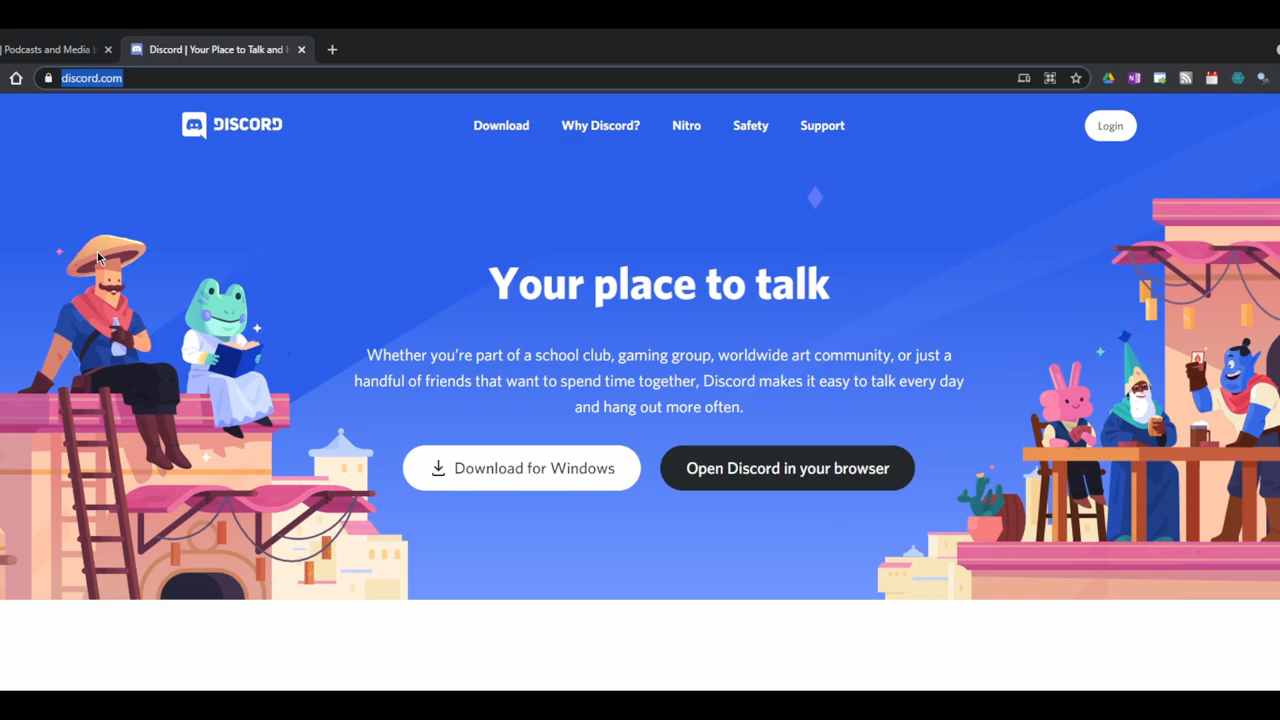 Podcasts and Media
Discord | Your Place to Talk and
discord.com
DISCORD
Download
Why Discord?
Nitro
Safety
Support
Login
Your place to talk
Whether you're part of a school club, gaming group, worldwide art community, or just a
handful of friends that want to spend time together, Discord makes it easy to talk every day
and hang out more often.
Download for Windows
Open Discord in your browser